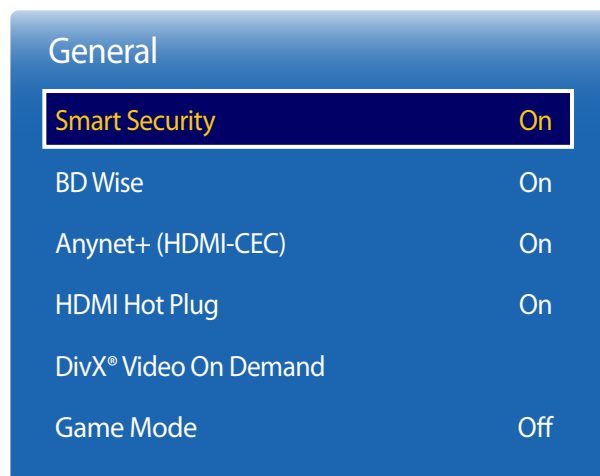 General
Smart Security On
BD Wise On
Anynet+ (HDMI-CEC) On
HDMI Hot Plug On
DivX® Video On Demand
Game Mode Off